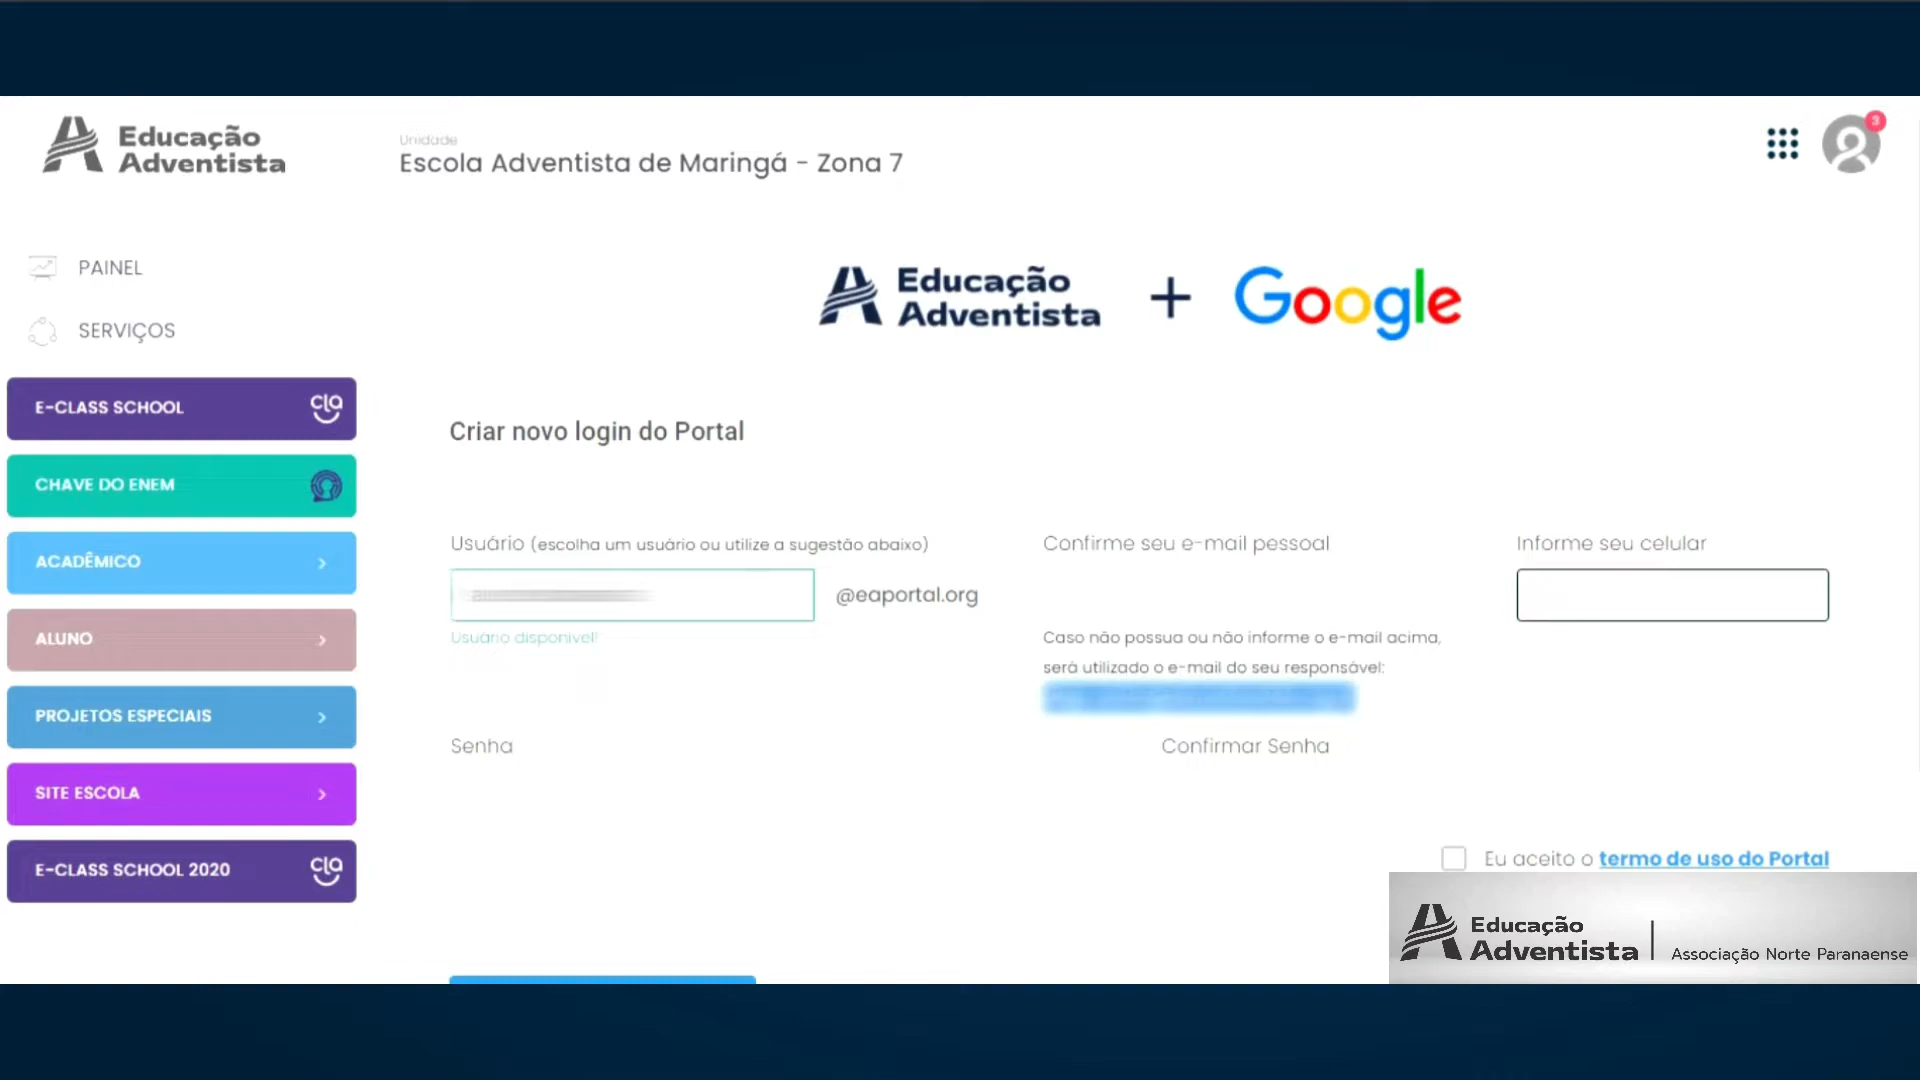 Educação
Adventista
Unidade
Escola Adventista de Maringá - Zona 7
3
PAINEL
SERVIÇOS
E-CLASS SCHOOL
cla
CHAVE DO ENEM
ACADÊMICO
ALUNO
PROJETOS ESPECIAIS
SITE ESCOLA
E-CLASS SCHOOL 2020
cla
Educação
Adventista
+
Google
Criar novo login do Portal
Usuário (escolha um usuário ou utilize a sugestão abaixo)
@eaportal.org
Usuário disponível!
Confirme seu e-mail pessoal
Caso não possua ou não informe o e-mail acima,
será utilizado o e-mail do seu responsável:
Informe seu celular
Senha
Confirmar Senha
Eu aceito o termo de uso do Portal
Educação
Adventista
Associação Norte Paranaense